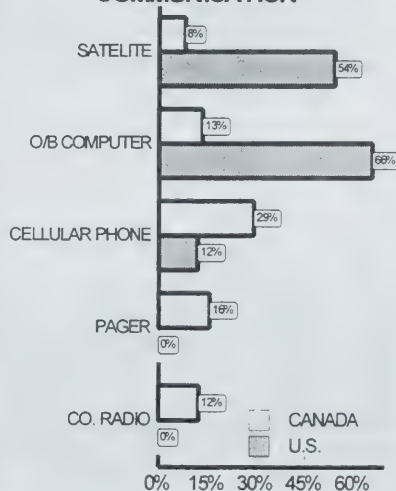 COMMUNICATION
SATELITE
8%
54%
O/B COMPUTER
13%
66%
CELLULAR PHONE
29%
12%
PAGER
16%
0%
CO. RADIO
12%
0%
CANADA
U.S.
0% 15% 30% 45% 60%